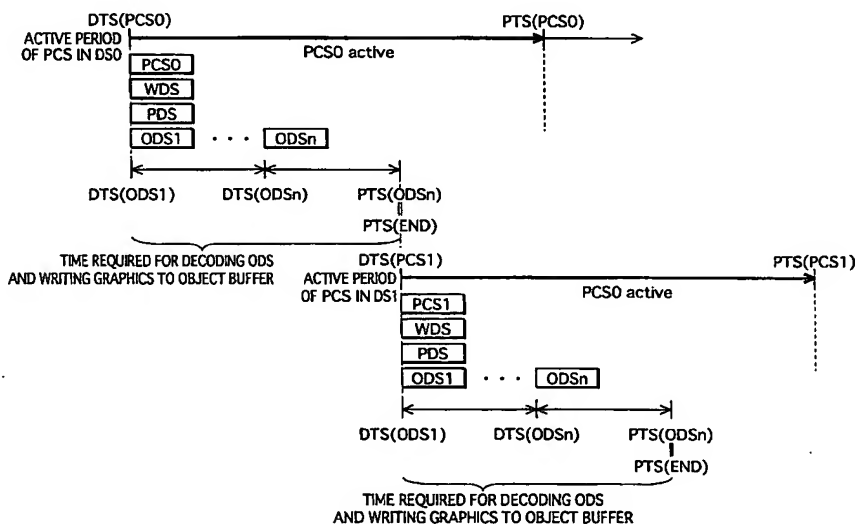 DTS(PCS0) PTS(PCS0)
ACTIVE PERIOD
OF PCS IN DS0 PCS0 active
PCS0
WDS
PDS
ODS1 · · · ODSn
DTS(ODS1) DTS(ODSn) PTS(ODSn)
PTS(END)
TIME REQUIRED FOR DECODING ODS
AND WRITING GRAPHICS TO OBJECT BUFFER
DTS(PCS1) PTS(PCS1)
ACTIVE PERIOD
OF PCS IN DS1 PCS0 active
PCS1
WDS
PDS
ODS1 · · · ODSn
DTS(ODS1) DTS(ODSn) PTS(ODSn)
PTS(END)
TIME REQUIRED FOR DECODING ODS
AND WRITING GRAPHICS TO OBJECT BUFFER